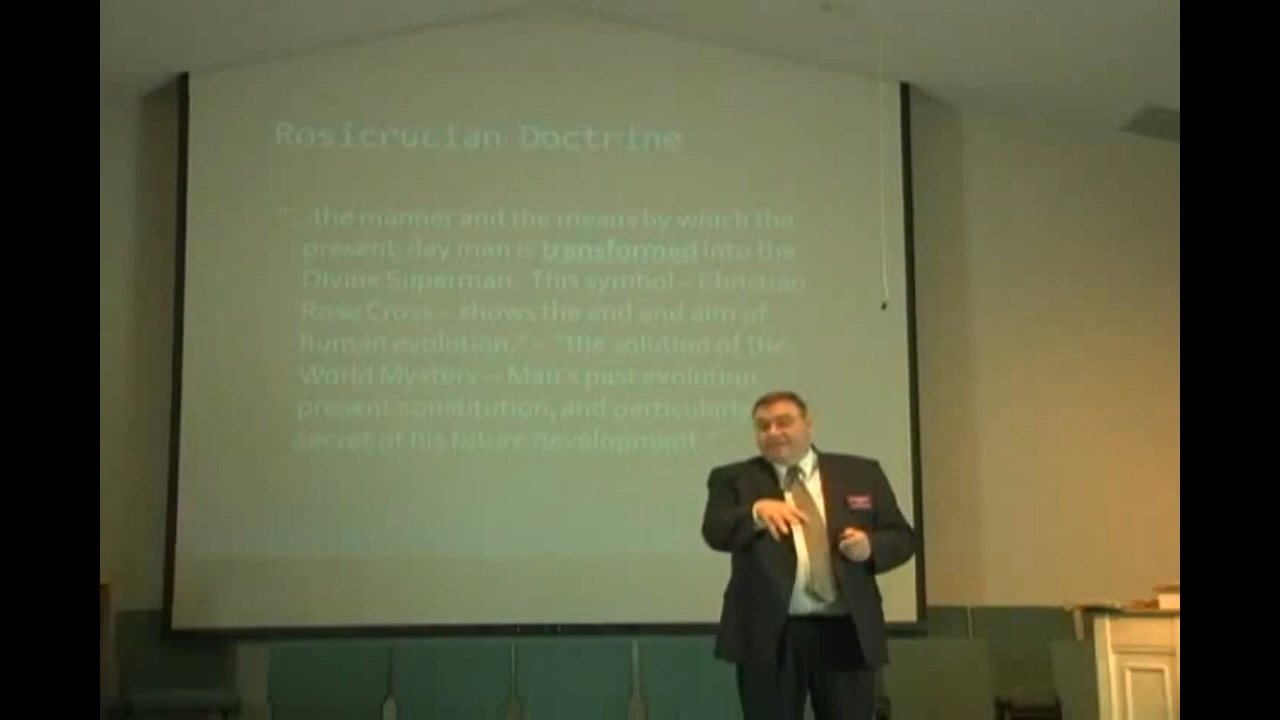 Rosicrucian Doctrine
" the manner and the means by which the
present day man is transformed into the
Divine Superman. This symbol – Christian
Rose Cross – shows the end and aim of
human evolution," – "the solution of the
World Mystery – Man's past evolution
present constitution, and particularly
secret of his future development."